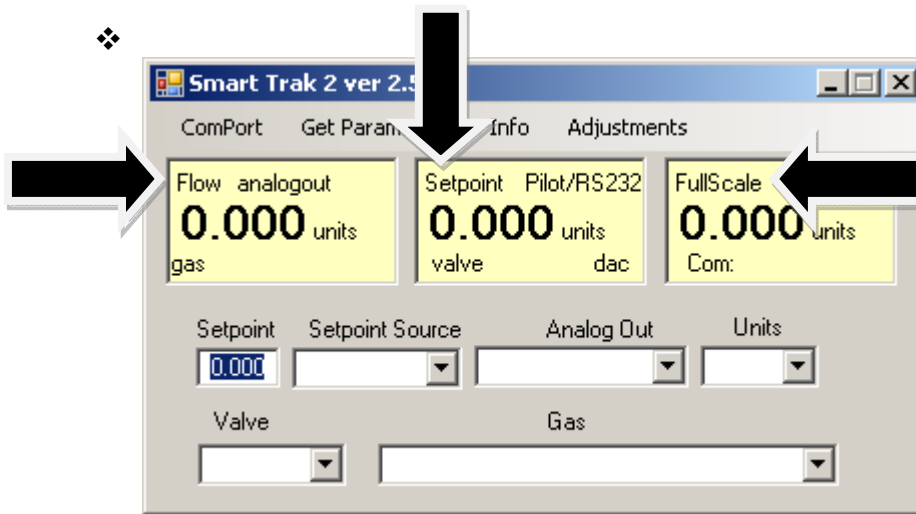 Smart Trak 2 ver 2.5
ComPort Get Param Info Adjustments
Flow analogout
0.000 units
gas
Setpoint Pilot/RS232
0.000 units
valve dac
FullScale
0.000 units
Com:
Setpoint Setpoint Source Analog Out Units
0.000
Valve Gas